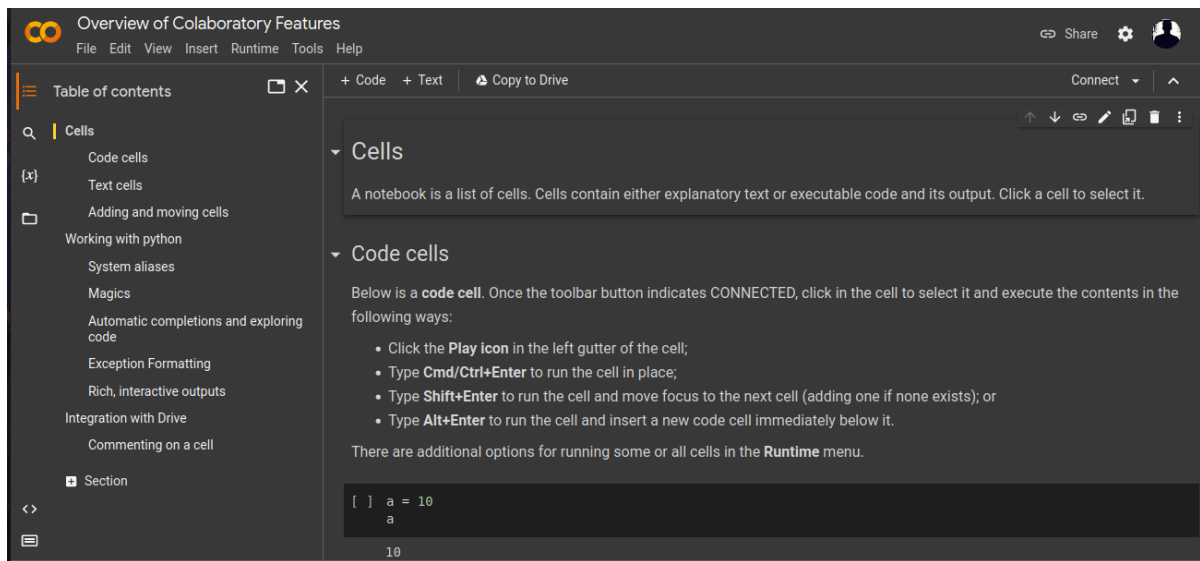 Overview of Colaboratory Features
File Edit View Insert Runtime Tools Help
Share
Table of contents
+ Code + Text Copy to Drive
Connect
Cells
Code cells
Text cells
Adding and moving cells
Working with python
System aliases
Magics
Automatic completions and exploring
code
Exception Formatting
Rich, interactive outputs
Integration with Drive
Commenting on a cell
Section
{x}
<>
Cells
A notebook is a list of cells. Cells contain either explanatory text or executable code and its output. Click a cell to select it.
Code cells
Below is a code cell. Once the toolbar button indicates CONNECTED, click in the cell to select it and execute the contents in the
following ways:
• Click the Play icon in the left gutter of the cell;
• Type Cmd/Ctrl+Enter to run the cell in place;
• Type Shift+Enter to run the cell and move focus to the next cell (adding one if none exists); or
• Type Alt+Enter to run the cell and insert a new code cell immediately below it.
There are additional options for running some or all cells in the Runtime menu.
[ ] a = 10
a
10